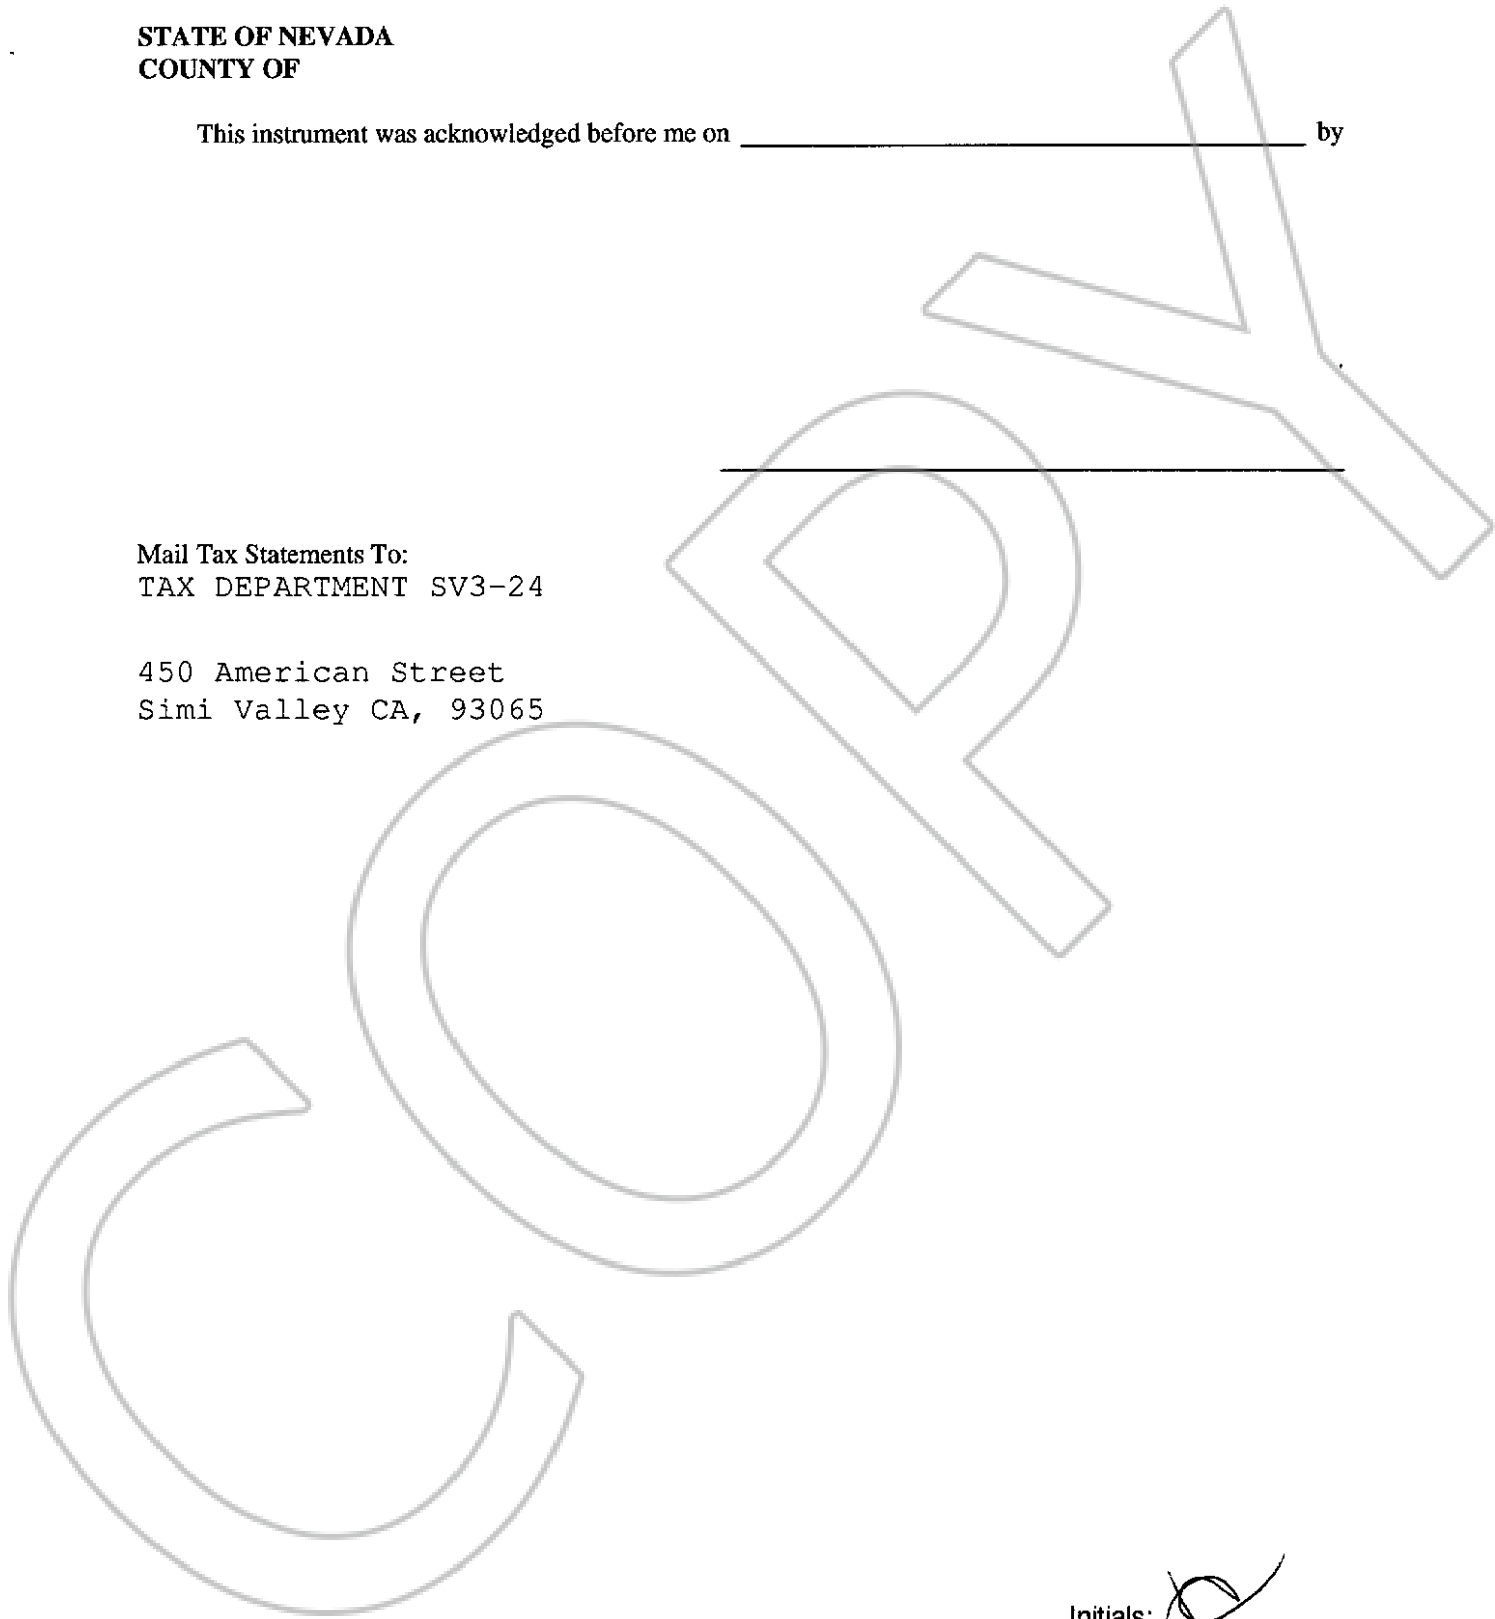 STATE OF NEVADA
COUNTY OF
This instrument was acknowledged before me on by
Mail Tax Statements To:
TAX DEPARTMENT SV3-24
450 American Street
Simi Valley CA, 93065
COPY
Initials: